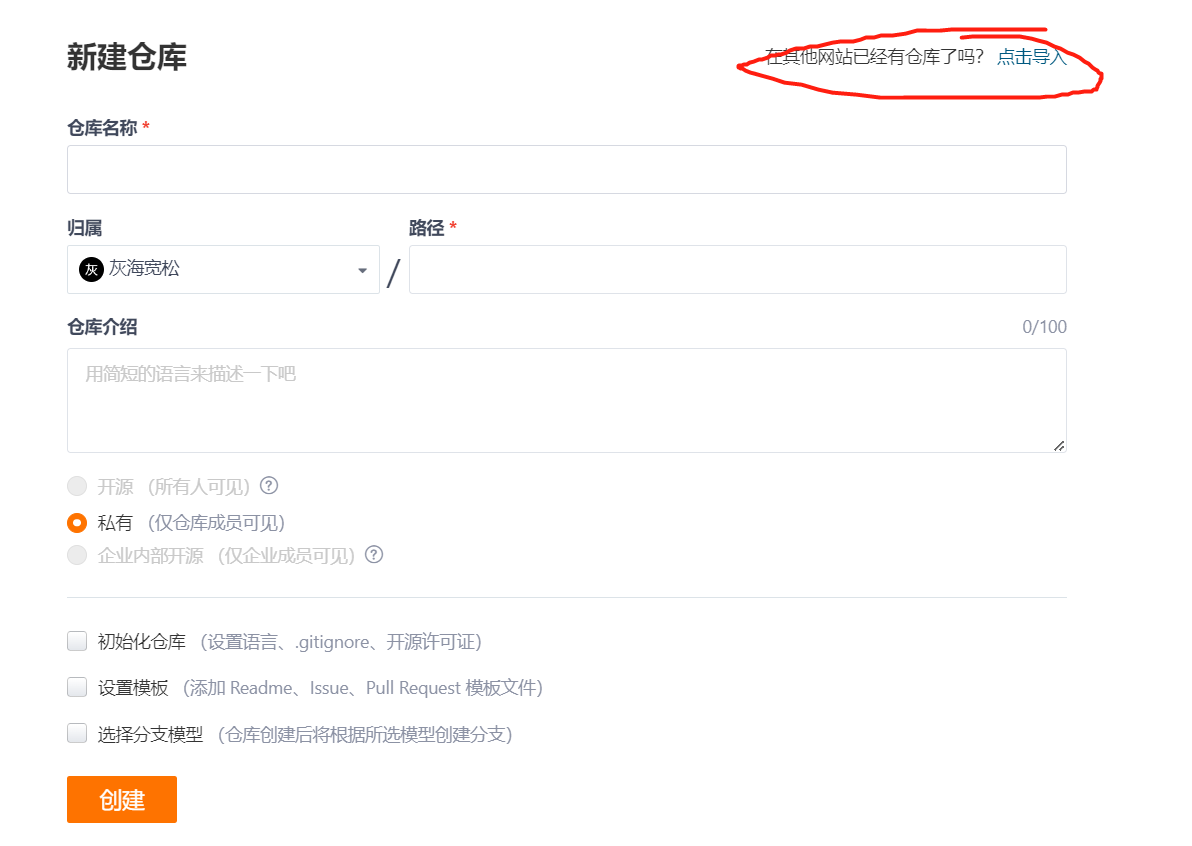 新建仓库
在其他网站已经有仓库了吗？ 点击导入
仓库名称 *
归属
路径 *
灰 灰海宽松
/
仓库介绍
0/100
用简短的语言来描述一下吧
开源 （所有人可见） ?
私有 （仅仓库成员可见）
企业内部开源 （仅企业成员可见） ?
初始化仓库 （设置语言、.gitignore、开源许可证）
设置模板 （添加 Readme、Issue、Pull Request 模板文件）
选择分支模型 （仓库创建后将根据所选模型创建分支）
创建